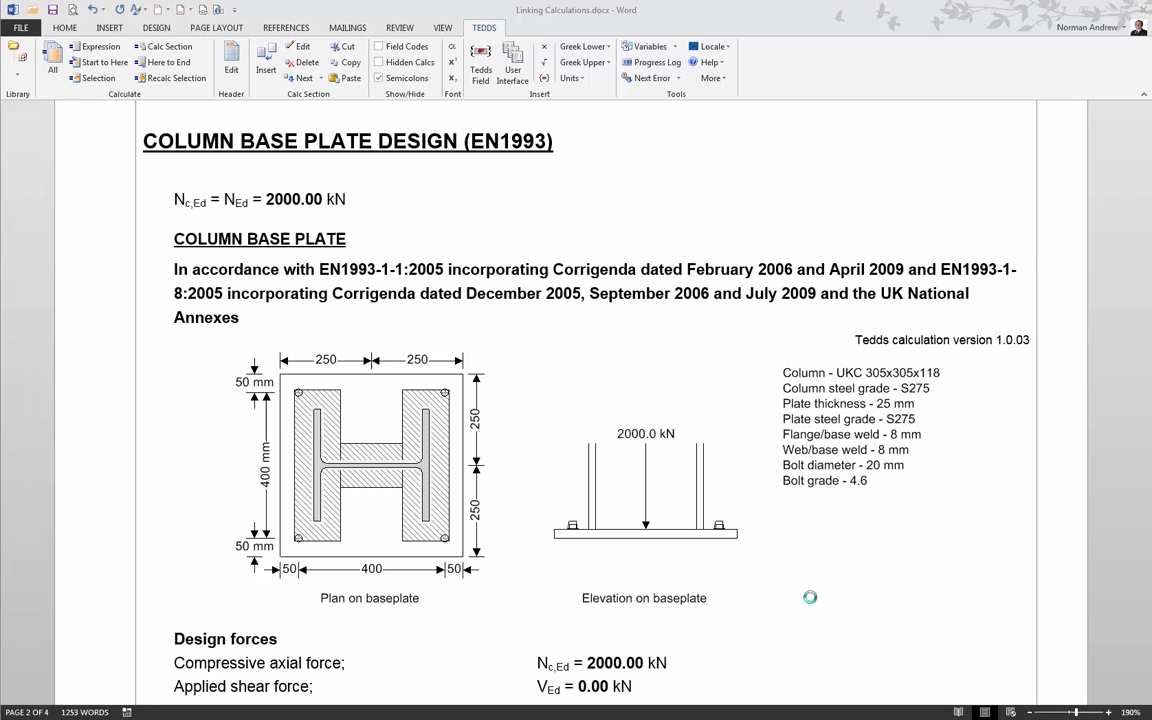 Linking Calculations.docx - Word
Norman Andrew
FILE HOME INSERT DESIGN PAGE LAYOUT REFERENCES MAILINGS REVIEW VIEW TEDDS
All
Expression
Start to Here
Selection
Calc Section
Here to End
Recalc Selection
Edit
Insert
Edit
Delete
Next
Cut
Copy
Paste
Field Codes
Hidden Calcs
Semicolons
α
x²
x₂
Tedds Field
User Interface
Greek Lower
Greek Upper
Units
Variables
Progress Log
Next Error
Locale
Help
More
Library Calculate Header Calc Section Show/Hide Font Insert Tools
COLUMN BASE PLATE DESIGN (EN1993)
Nc,Ed = NEd = 2000.00 kN
COLUMN BASE PLATE
In accordance with EN1993-1-1:2005 incorporating Corrigenda dated February 2006 and April 2009 and EN1993-1-
8:2005 incorporating Corrigenda dated December 2005, September 2006 and July 2009 and the UK National
Annexes
Tedds calculation version 1.0.03
250 250
50 mm
400 mm
50 mm
250
250
50 400 50
Plan on baseplate
2000.0 kN
Elevation on baseplate
Column - UKC 305x305x118
Column steel grade - S275
Plate thickness - 25 mm
Plate steel grade - S275
Flange/base weld - 8 mm
Web/base weld - 8 mm
Bolt diameter - 20 mm
Bolt grade - 4.6
Design forces
Compressive axial force; Nc,Ed = 2000.00 kN
Applied shear force; VEd = 0.00 kN
PAGE 2 OF 4 1253 WORDS 190%